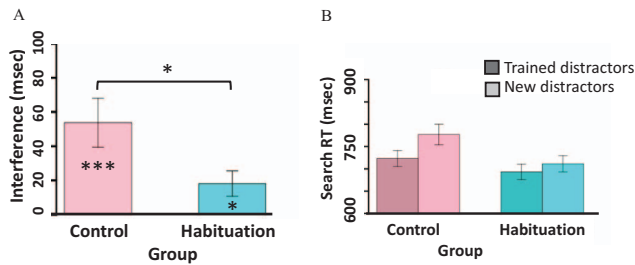 A
Interference (msec)
100
80
60
40
20
0
*
***
*
Control
Habituation
Group
B
Trained distractors
New distractors
Search RT (msec)
900
750
600
Control
Habituation
Group